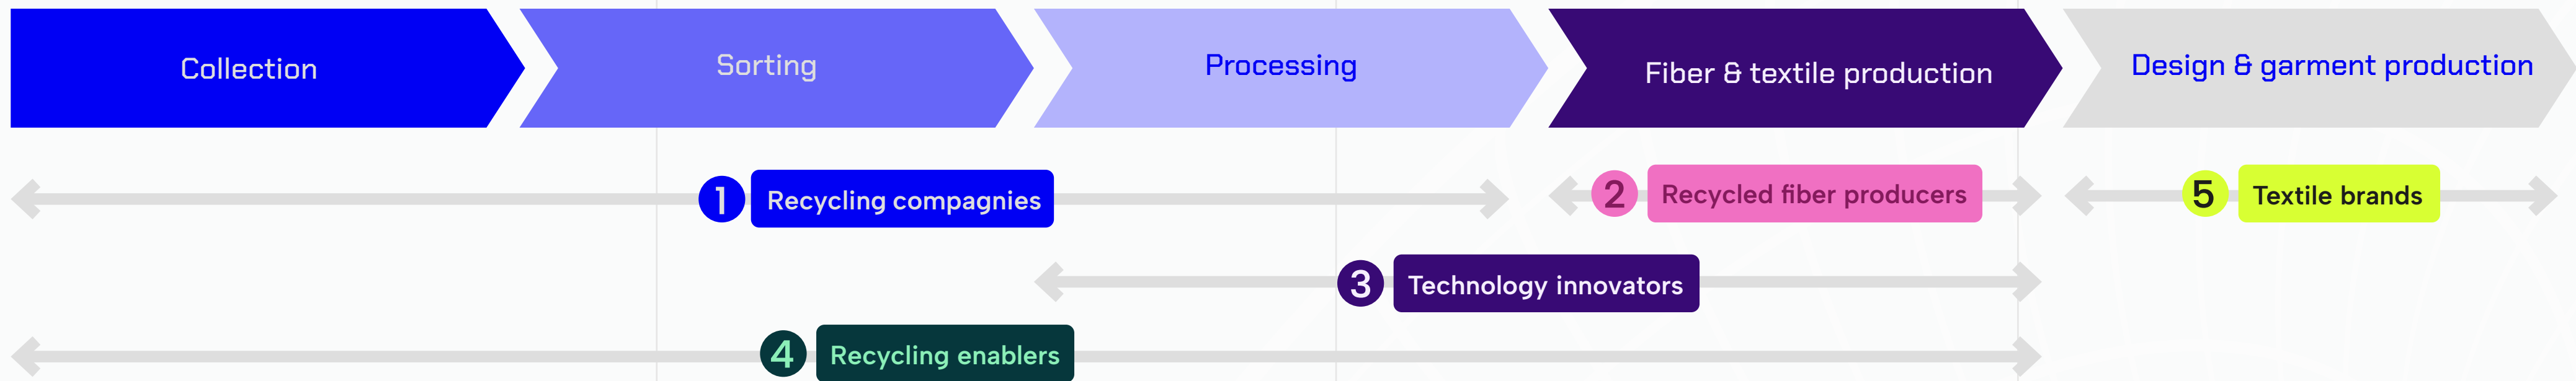 Collection
Sorting
Processing
Fiber & textile production
Design & garment production
1 Recycling compagnies
2 Recycled fiber producers
5 Textile brands
3 Technology innovators
4 Recycling enablers